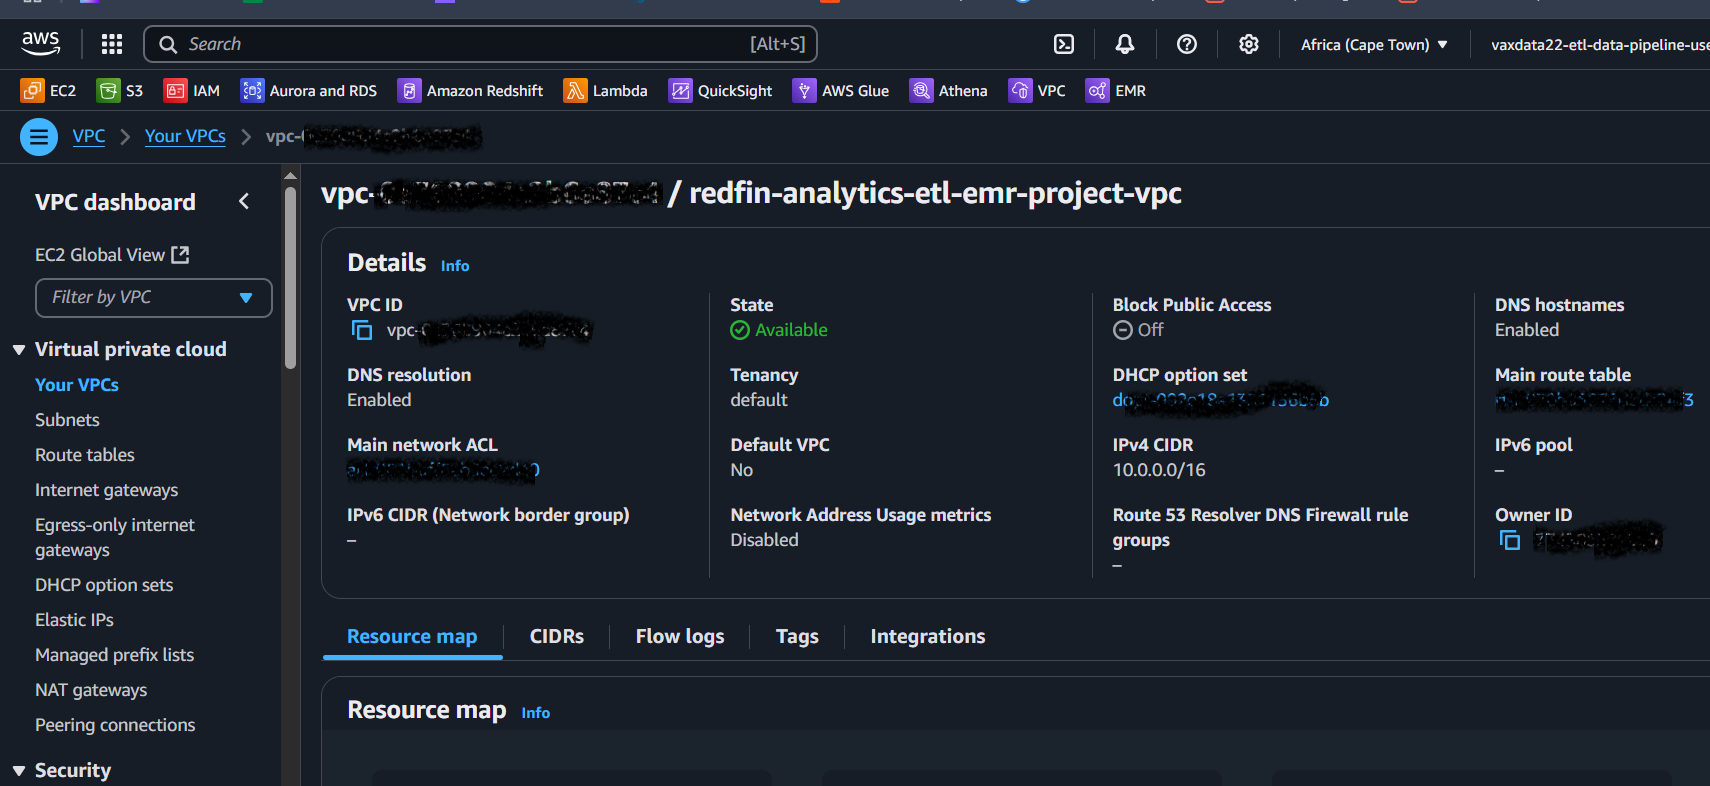 aws Search [Alt+S] Africa (Cape Town) vaxdata22-etl-data-pipeline-use
EC2 S3 IAM Aurora and RDS Amazon Redshift Lambda QuickSight AWS Glue Athena VPC EMR
VPC Your VPCs vpc-
VPC dashboard
EC2 Global View
Filter by VPC
Virtual private cloud
Your VPCs
Subnets
Route tables
Internet gateways
Egress-only internet
gateways
DHCP option sets
Elastic IPs
Managed prefix lists
NAT gateways
Peering connections
Security
vpc- / redfin-analytics-etl-emr-project-vpc
Details Info
VPC ID
vpc-
State
Available
Block Public Access
Off
DNS hostnames
Enabled
DNS resolution
Enabled
Tenancy
default
DHCP option set
Main route table
Main network ACL
Default VPC
No
IPv4 CIDR
10.0.0.0/16
IPv6 pool
–
IPv6 CIDR (Network border group)
–
Network Address Usage metrics
Disabled
Route 53 Resolver DNS Firewall rule
groups
–
Owner ID
Resource map CIDRs Flow logs Tags Integrations
Resource map Info